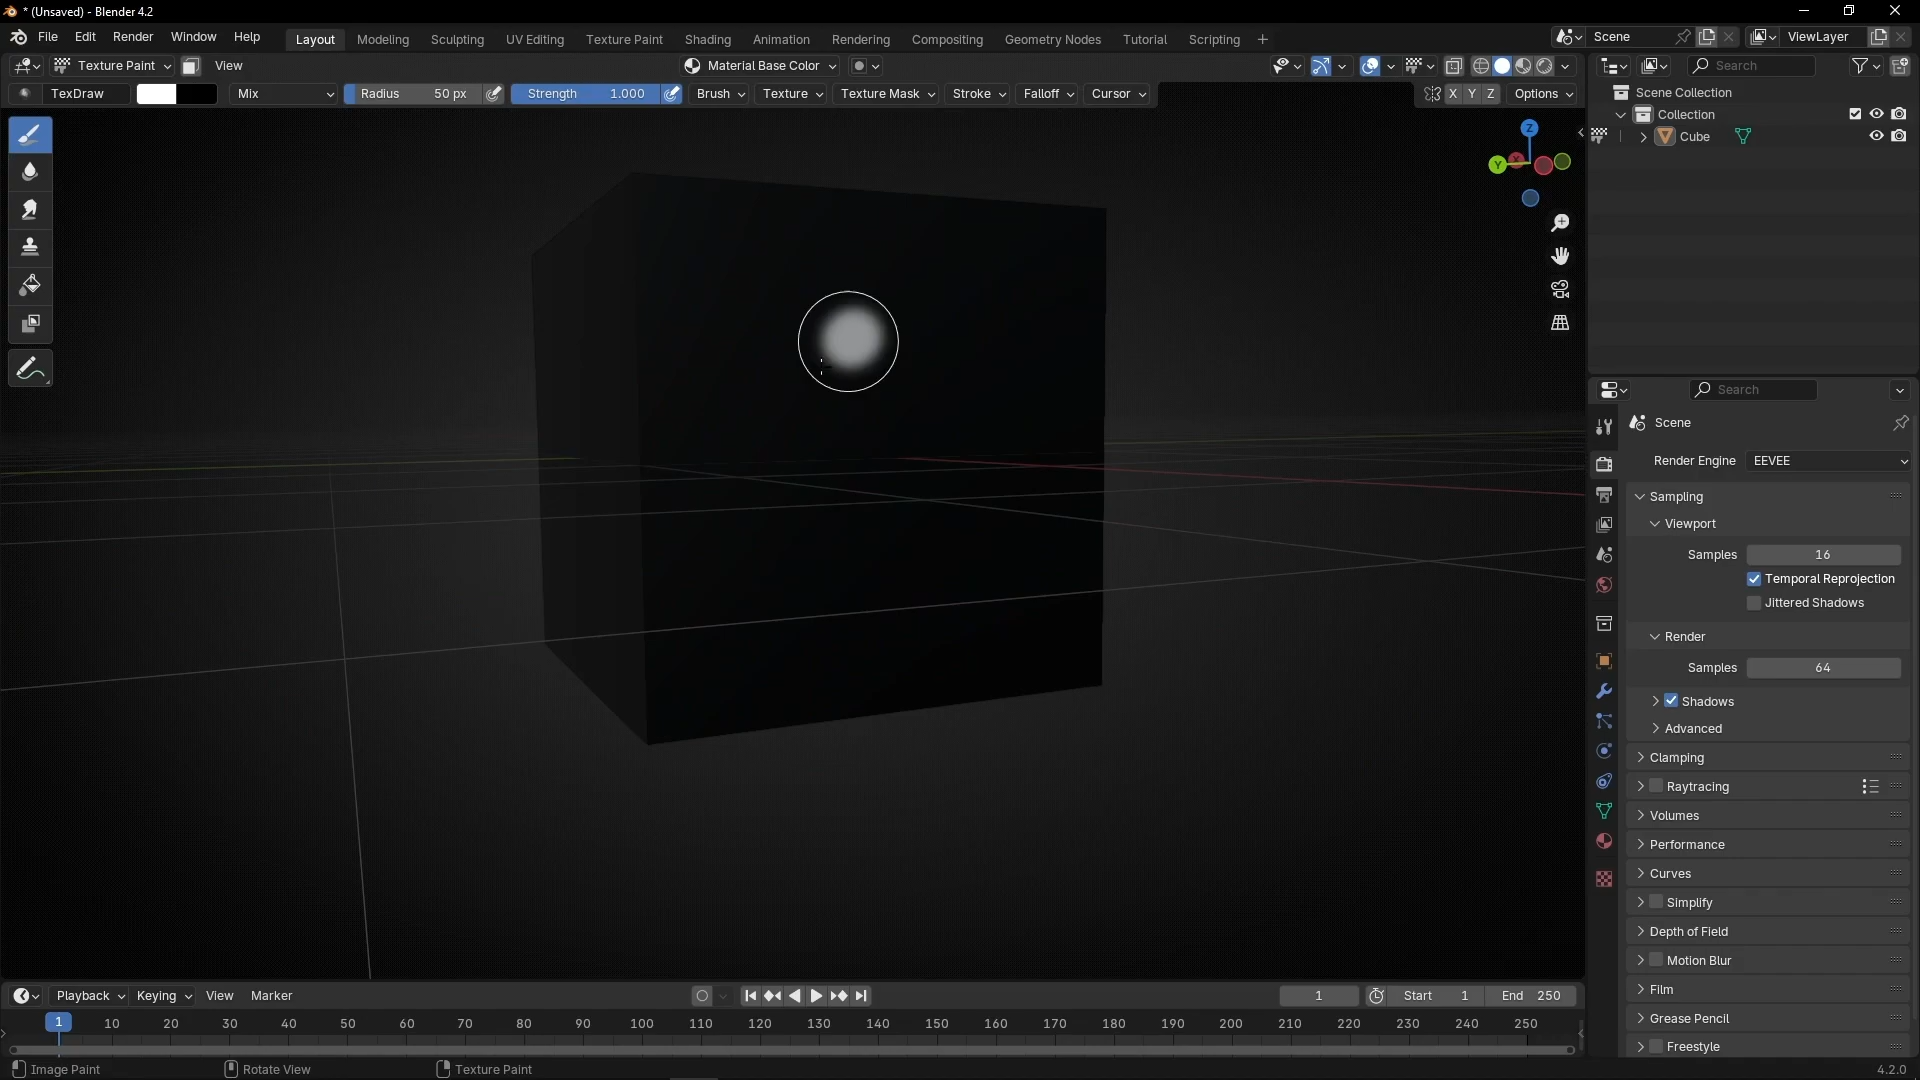 * (Unsaved) - Blender 4.2
File Edit Render Window Help Layout Modeling Sculpting UV Editing Texture Paint Shading Animation Rendering Compositing Geometry Nodes Tutorial Scripting + Scene ViewLayer
Texture Paint View Material Base Color Search
TexDraw Mix Radius 50 px Strength 1.000 Brush Texture Texture Mask Stroke Falloff Cursor X Y Z Options
Scene Collection
Collection
Cube
Z
Y X
Search
Scene
Render Engine EEVEE
Sampling
Viewport
Samples 16
Temporal Reprojection
Jittered Shadows
Render
Samples 64
Shadows
Advanced
Clamping
Raytracing
Volumes
Performance
Curves
Simplify
Depth of Field
Motion Blur
Film
Grease Pencil
Freestyle
Playback Keying View Marker 1 Start 1 End 250
1 10 20 30 40 50 60 70 80 90 100 110 120 130 140 150 160 170 180 190 200 210 220 230 240 250
Image Paint Rotate View Texture Paint 4.2.0